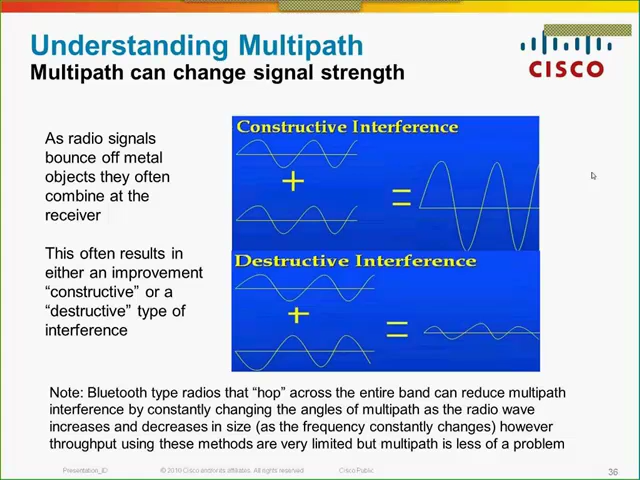 Understanding Multipath
Multipath can change signal strength
CISCO
As radio signals
bounce off metal
objects they often
combine at the
receiver
This often results in
either an improvement
“constructive” or a
“destructive” type of
interference
Constructive Interference
+
=
Destructive Interference
+
=
Note: Bluetooth type radios that “hop” across the entire band can reduce multipath
interference by constantly changing the angles of multipath as the radio wave
increases and decreases in size (as the frequency constantly changes) however
throughput using these methods are very limited but multipath is less of a problem
Presentation_ID © 2010 Cisco and/or its affiliates. All rights reserved. Cisco Public 36